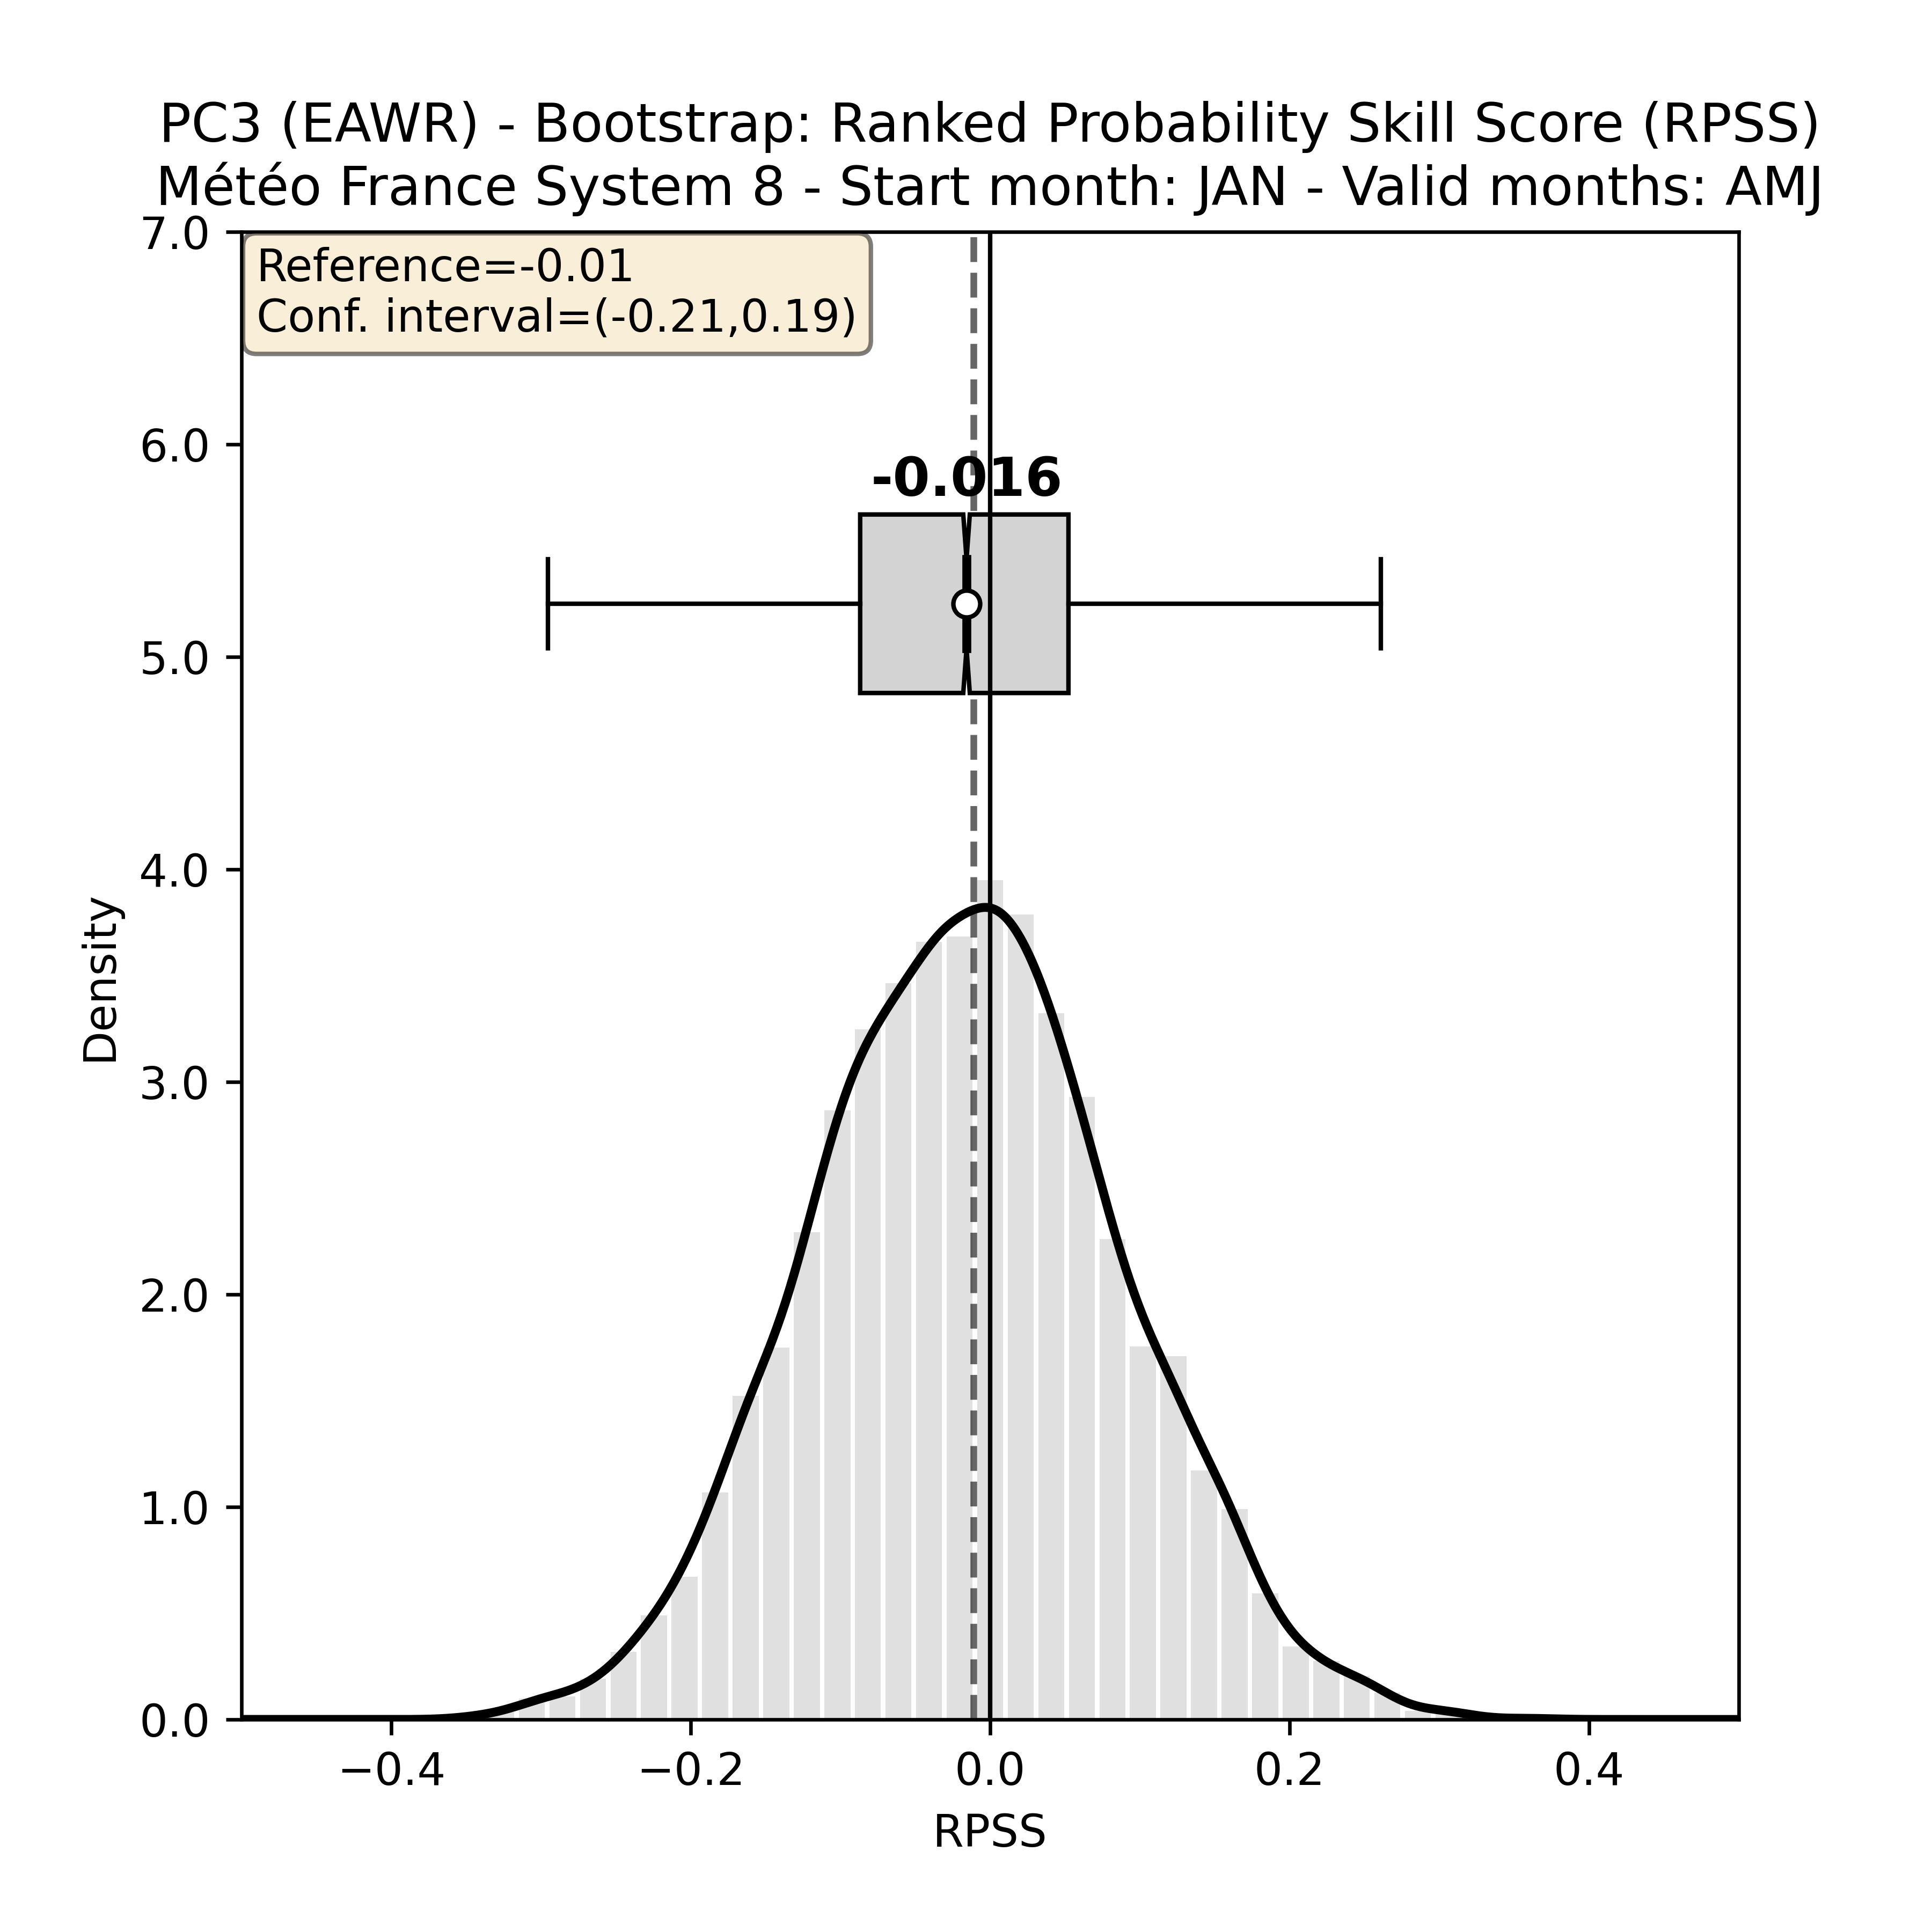 PC3 (EAWR) - Bootstrap: Ranked Probability Skill Score (RPSS)
Météo France System 8 - Start month: JAN - Valid months: AMJ
7.0
Reference=-0.01
Conf. interval=(-0.21,0.19)
6.0
-0.016
5.0
4.0
Density
3.0
2.0
1.0
0.0
−0.4 −0.2 0.0 0.2 0.4
RPSS